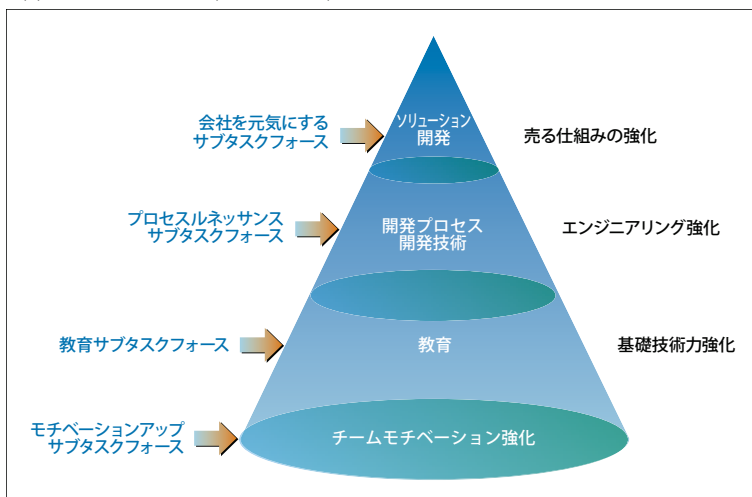 会社を元気にする
サブタスクフォース
ソリューション
開発
売る仕組みの強化
プロセスルネッサンス
サブタスクフォース
開発プロセス
開発技術
エンジニアリング強化
教育サブタスクフォース
教育
基礎技術力強化
モチベーションアップ
サブタスクフォース
チームモチベーション強化